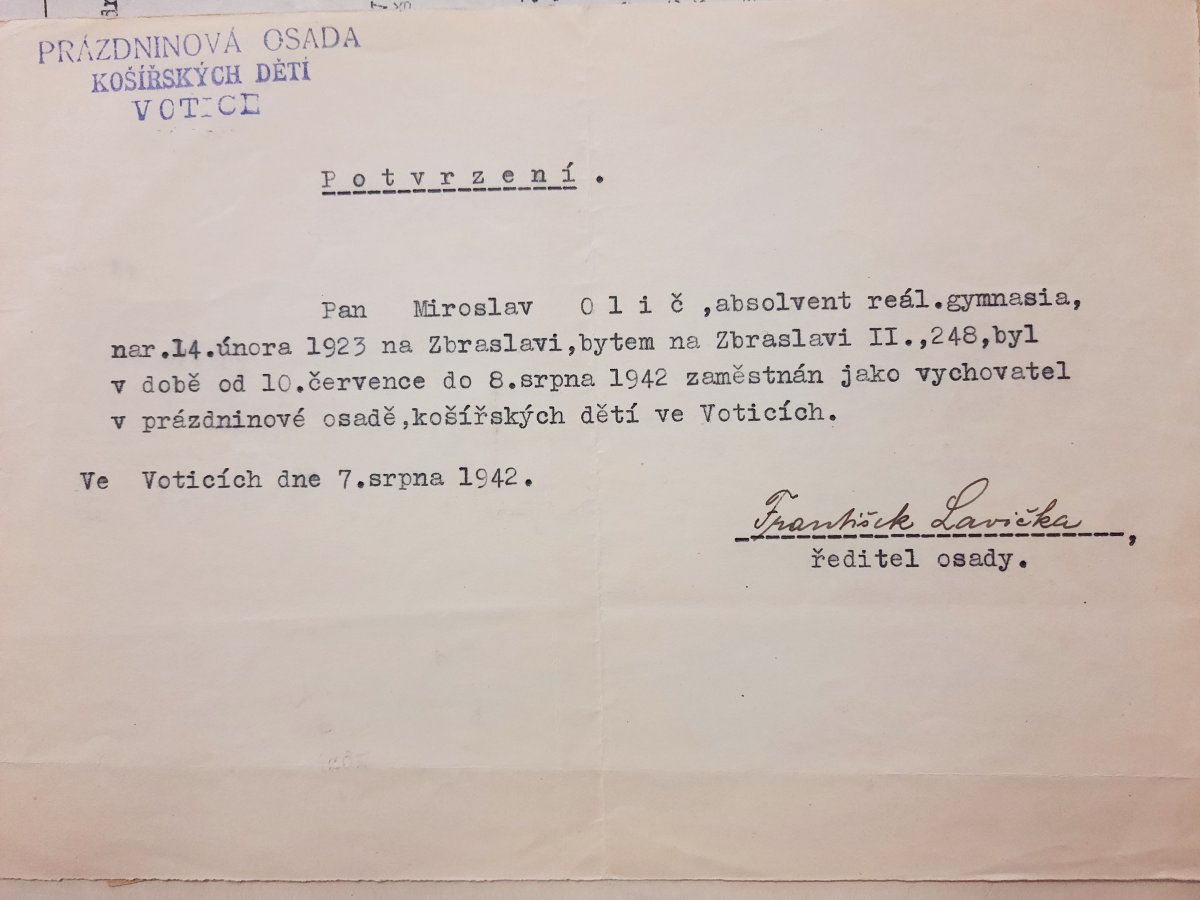 PRÁZDNINOVÁ OSADA
KOŠÍŘSKÝCH DĚTÍ
VOTICE
Potvrzení.
Pan Miroslav Olič,absolvent reál.gymnasia,
nar.14.února 1923 na Zbraslavi,bytem na Zbraslavi II.,248,byl
v době od 10.července do 8.srpna 1942 zaměstnán jako vychovatel
v prázdninové osadě,košířských dětí ve Voticích.
Ve Voticích dne 7.srpna 1942.
František Lavička
ředitel osady.